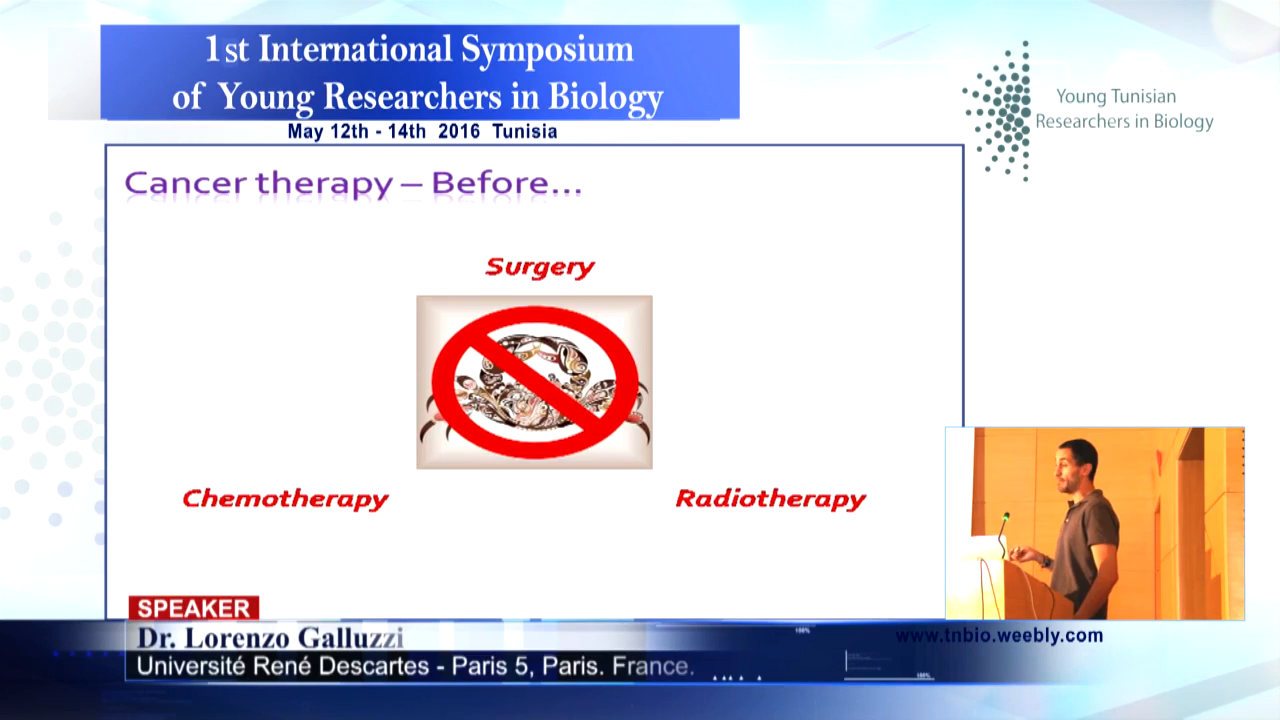 1st International Symposium
of Young Researchers in Biology
May 12th - 14th 2016 Tunisia
Young Tunisian
Researchers in Biology
Cancer therapy – Before...
Surgery
Chemotherapy
Radiotherapy
SPEAKER
Dr. Lorenzo Galluzzi
Université René Descartes - Paris 5, Paris. France.
www.tnbio.weebly.com
100%
100%